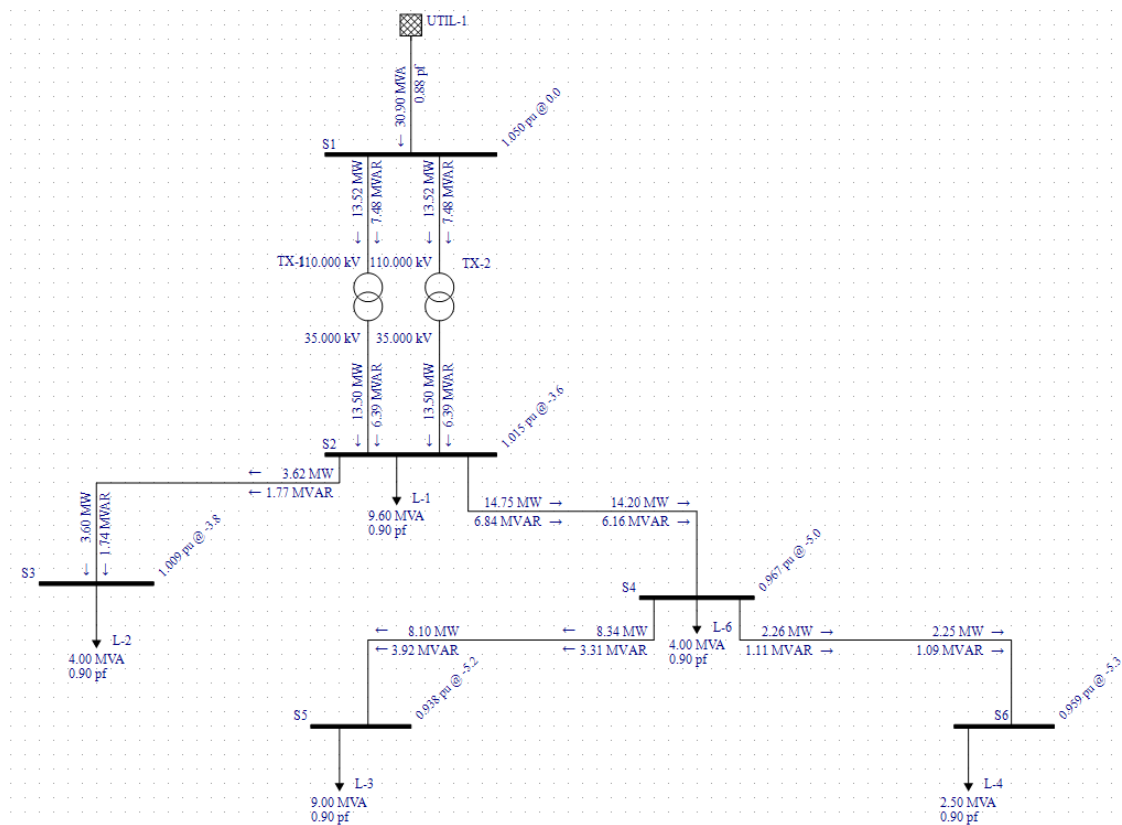 UTIL-1
30.90 MVA
0.88 pf
↓
S1
1.050 pu @ 0.0
13.52 MW
7.48 MVAR
13.52 MW
7.48 MVAR
↓ ↓ ↓ ↓
TX-1
110.000 kV
110.000 kV
TX-2
35.000 kV
35.000 kV
13.50 MW
6.39 MVAR
13.50 MW
6.39 MVAR
↓ ↓ ↓ ↓
S2
1.015 pu @ -3.6
← 3.62 MW
← 1.77 MVAR
L-1
9.60 MVA
0.90 pf
14.75 MW → 14.20 MW →
6.84 MVAR → 6.16 MVAR →
3.60 MW
1.74 MVAR
↓ ↓
S3
1.009 pu @ -3.8
L-2
4.00 MVA
0.90 pf
S4
0.967 pu @ -5.0
L-6
4.00 MVA
0.90 pf
← 8.10 MW ← 8.34 MW
← 3.92 MVAR ← 3.31 MVAR
2.26 MW → 2.25 MW →
1.11 MVAR → 1.09 MVAR →
S5
0.938 pu @ -5.2
L-3
9.00 MVA
0.90 pf
S6
0.959 pu @ -5.3
L-4
2.50 MVA
0.90 pf